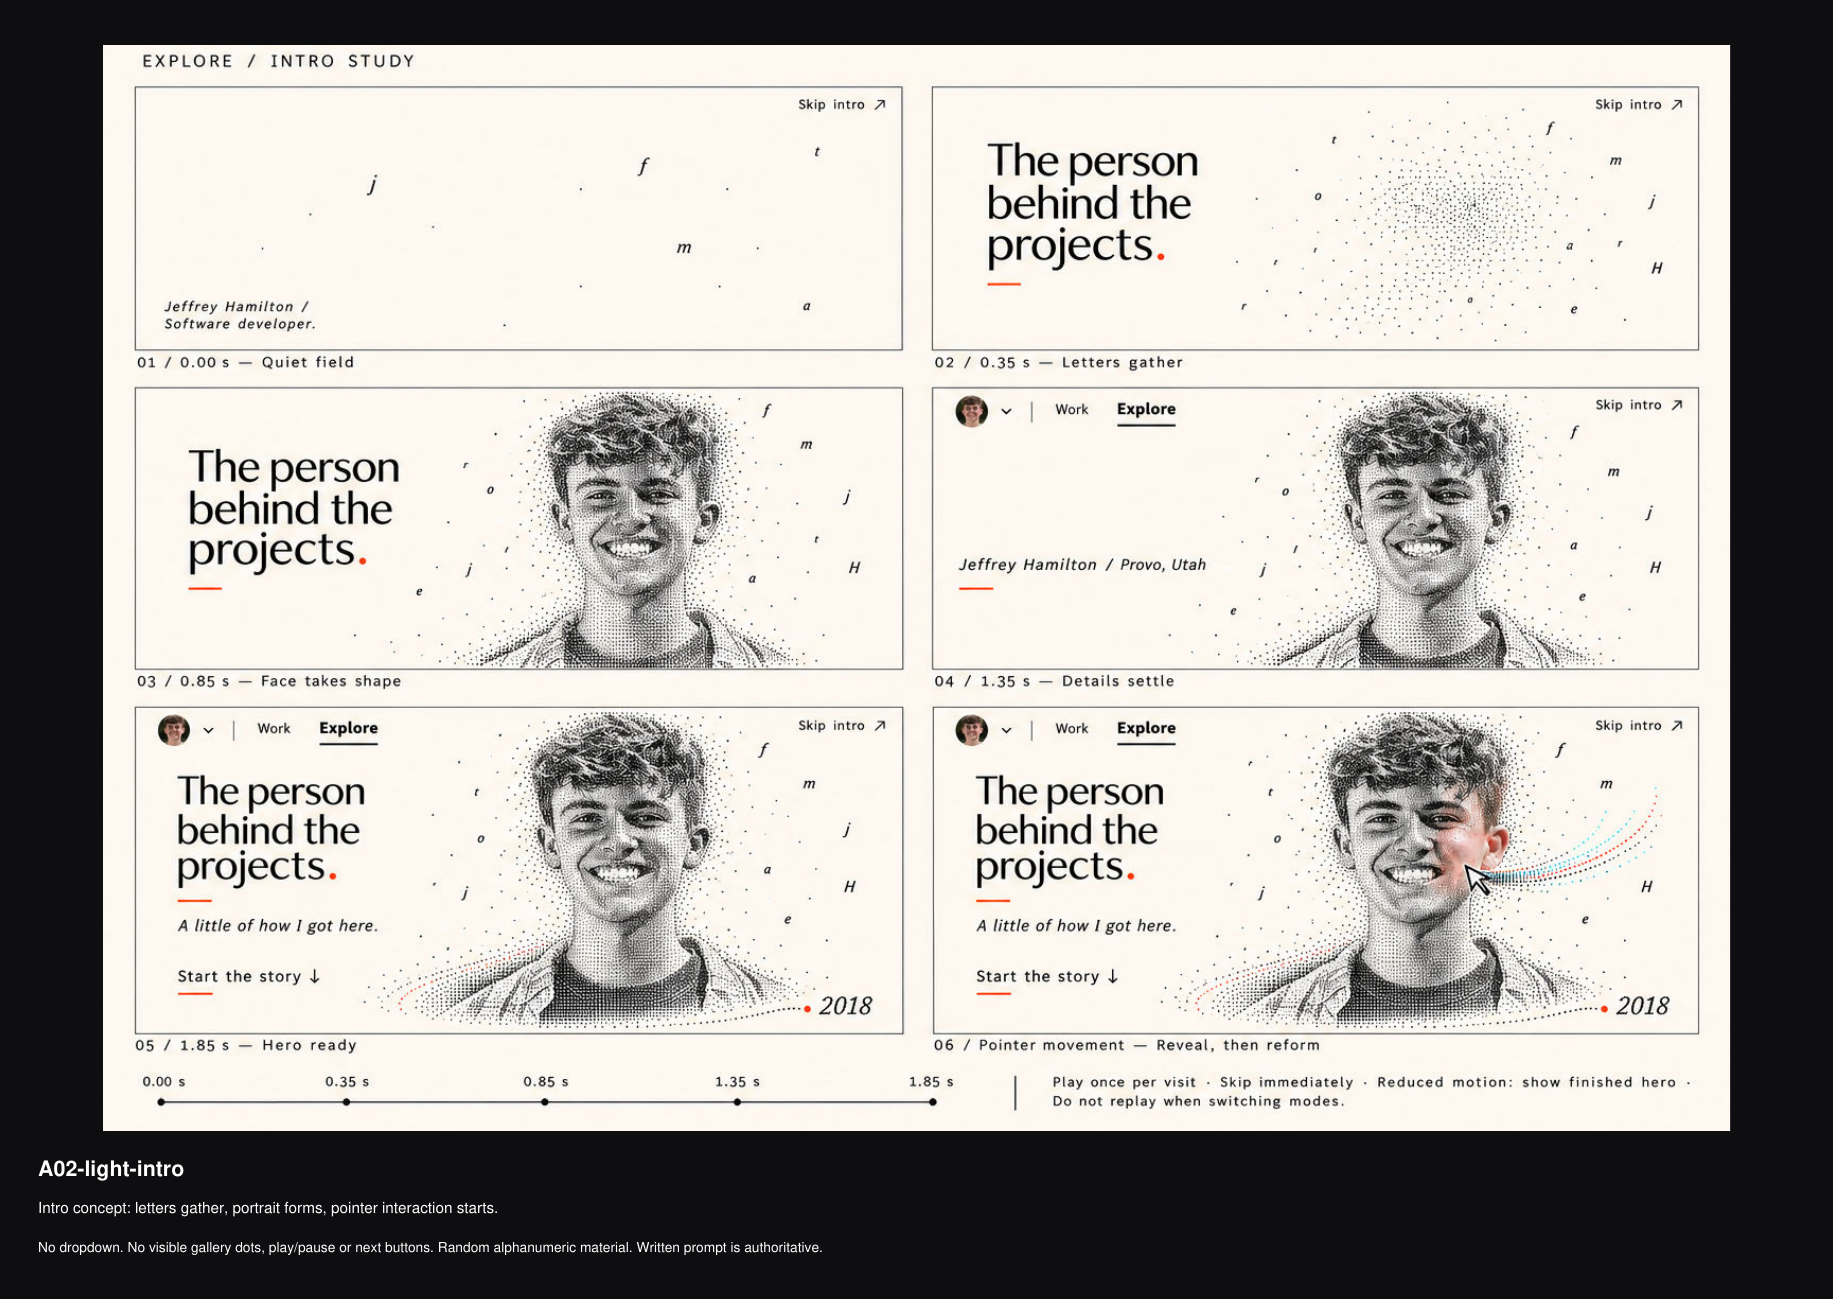 EXPLORE / INTRO STUDY
Skip intro ↗
j
f
t
m
a
Jeffrey Hamilton /
Software developer.
01 / 0.00 s — Quiet field
Skip intro ↗
The person
behind the
projects.
t
f
m
o
j
r
a
r
r
H
o
r
e
02 / 0.35 s — Letters gather
The person
behind the
projects.
f
m
r
o
j
t
r
j
H
a
e
03 / 0.85 s — Face takes shape
Work Explore
Skip intro ↗
f
m
r
o
j
a
r
j
H
e
e
Jeffrey Hamilton / Provo, Utah
04 / 1.35 s — Details settle
Work Explore
Skip intro ↗
The person
behind the
projects.
A little of how I got here.
Start the story ↓
f
m
t
j
o
a
j
H
e
2018
05 / 1.85 s — Hero ready
Work Explore
Skip intro ↗
The person
behind the
projects.
A little of how I got here.
Start the story ↓
r
f
t
m
o
j
H
e
2018
06 / Pointer movement — Reveal, then reform
0.00 s 0.35 s 0.85 s 1.35 s 1.85 s
Play once per visit · Skip immediately · Reduced motion: show finished hero ·
Do not replay when switching modes.
A02-light-intro
Intro concept: letters gather, portrait forms, pointer interaction starts.
No dropdown. No visible gallery dots, play/pause or next buttons. Random alphanumeric material. Written prompt is authoritative.